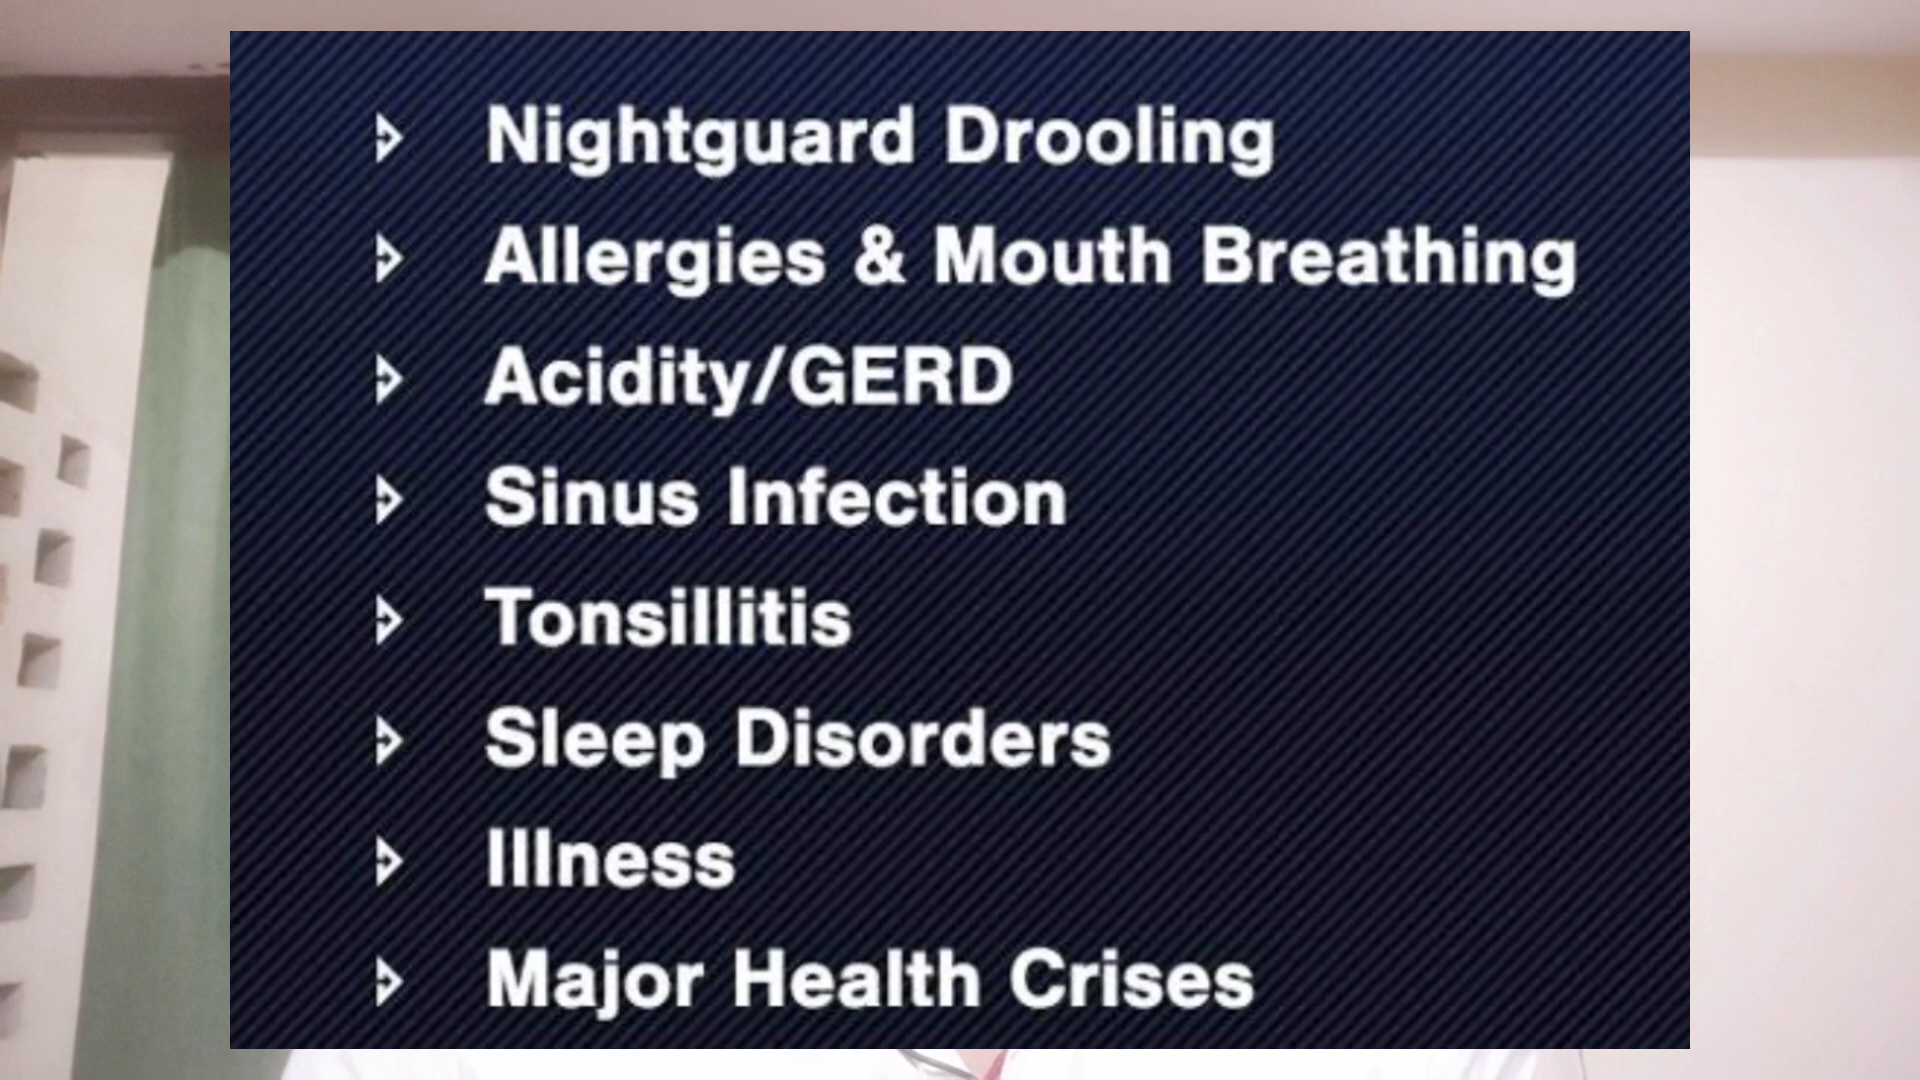 Nightguard Drooling
Allergies & Mouth Breathing
Acidity/GERD
Sinus Infection
Tonsillitis
Sleep Disorders
Illness
Major Health Crises